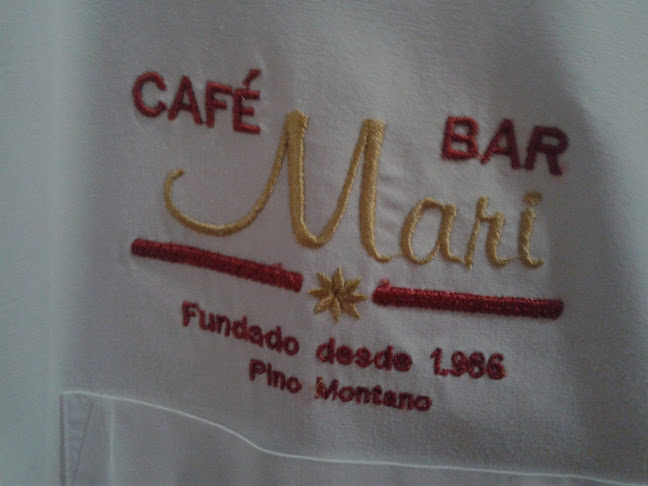 CAFÉ BAR
Mari
Fundado desde 1.986
Pino Montano